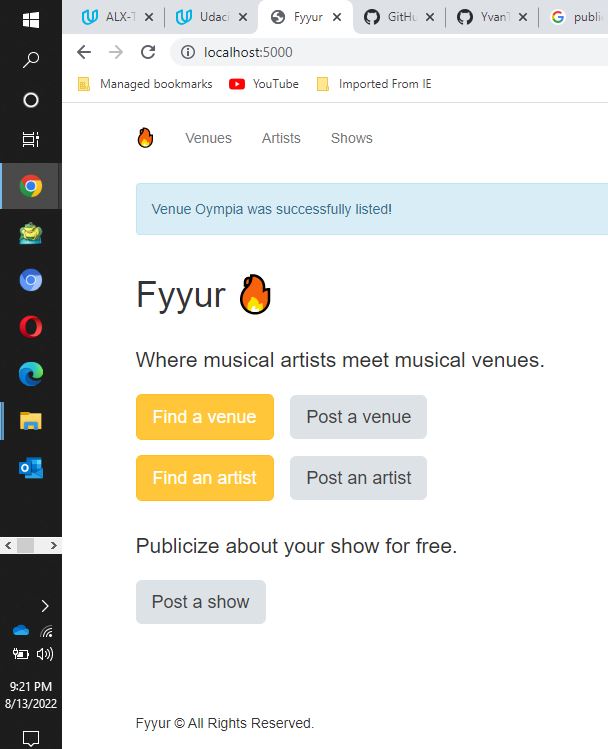 ALX-T
Udaci
Fyyur
GitHu
YvanT
public
localhost:5000
Managed bookmarks YouTube Imported From IE
Venues Artists Shows
Venue Oympia was successfully listed!
Fyyur
Where musical artists meet musical venues.
Find a venue Post a venue
Find an artist Post an artist
Publicize about your show for free.
Post a show
Fyyur © All Rights Reserved.
9:21 PM
8/13/2022